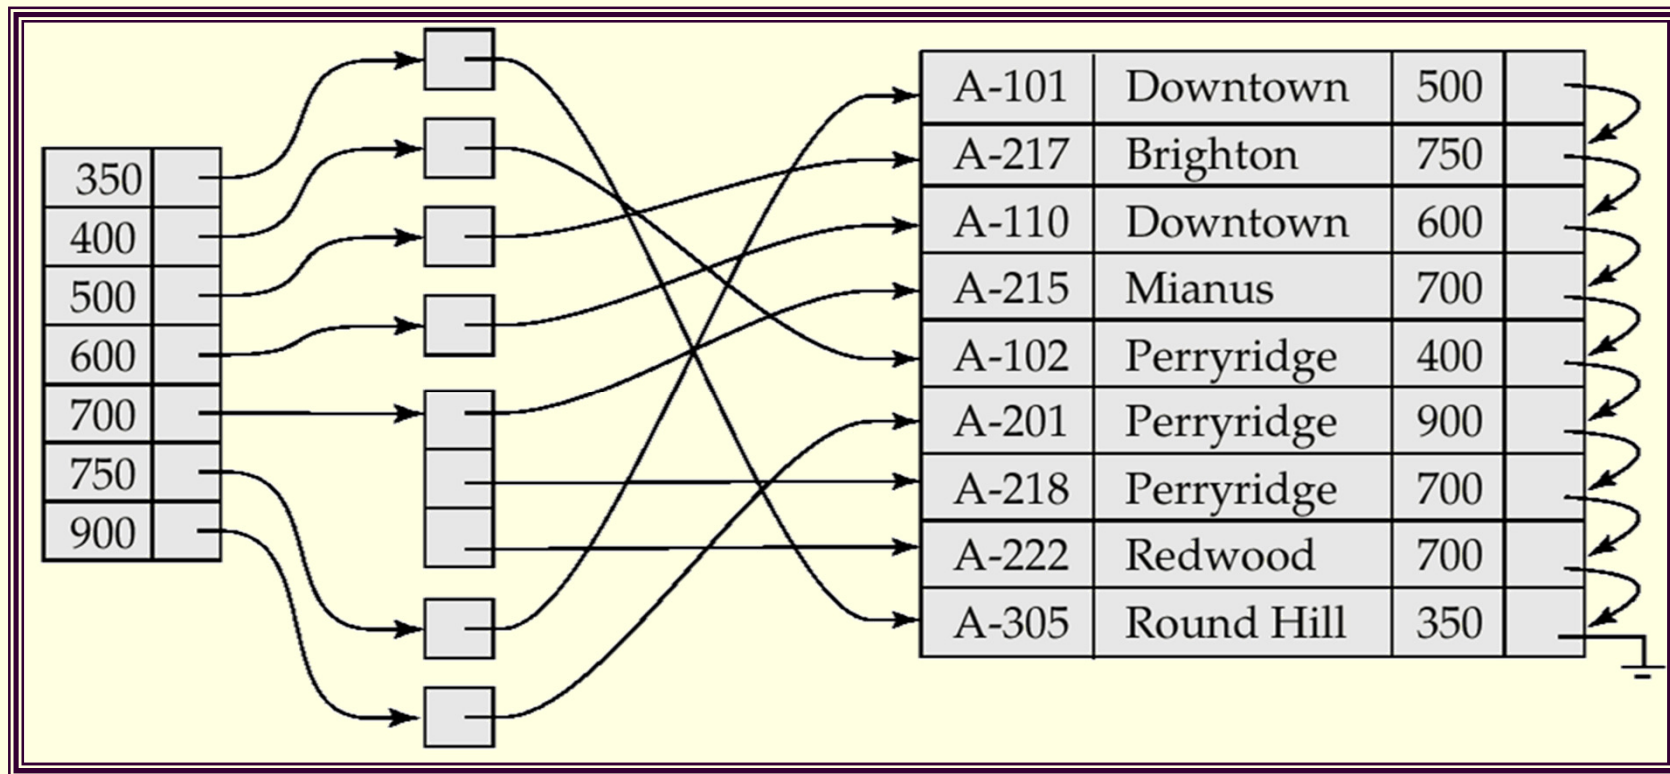 350
400
500
600
700
750
900
A-101 Downtown 500
A-217 Brighton 750
A-110 Downtown 600
A-215 Mianus 700
A-102 Perryridge 400
A-201 Perryridge 900
A-218 Perryridge 700
A-222 Redwood 700
A-305 Round Hill 350